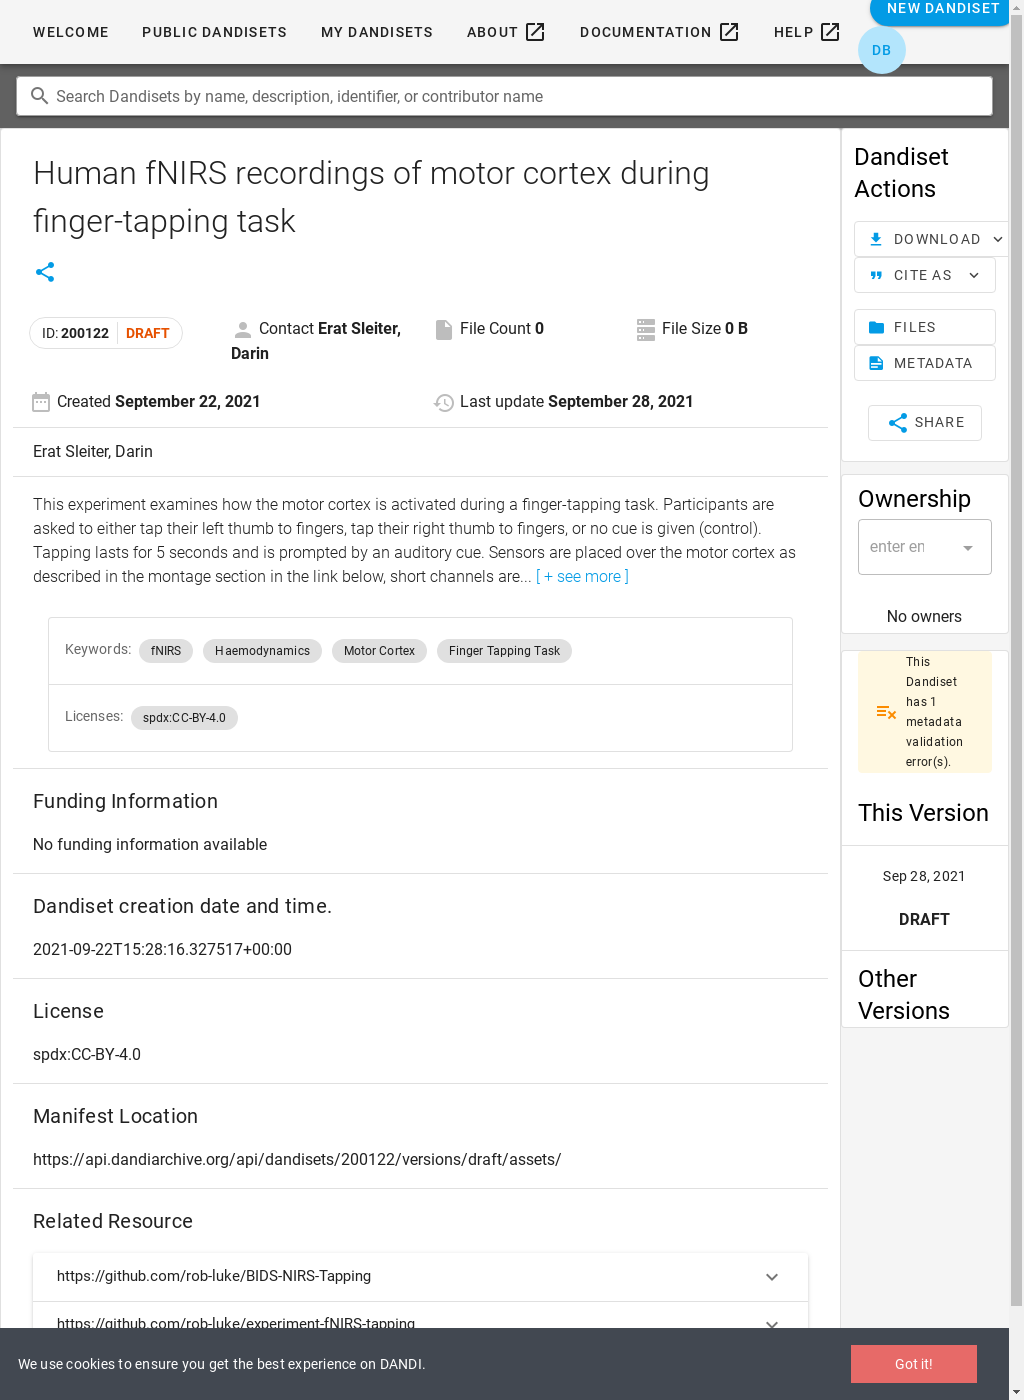 WELCOME PUBLIC DANDISETS MY DANDISETS ABOUT DOCUMENTATION HELP NEW DANDISET
DB
Search Dandisets by name, description, identifier, or contributor name
Human fNIRS recordings of motor cortex during
finger-tapping task
ID: 200122 DRAFT
Contact Erat Sleiter,
Darin
File Count 0
File Size 0 B
Created September 22, 2021
Last update September 28, 2021
Erat Sleiter, Darin
This experiment examines how the motor cortex is activated during a finger-tapping task. Participants are
asked to either tap their left thumb to fingers, tap their right thumb to fingers, or no cue is given (control).
Tapping lasts for 5 seconds and is prompted by an auditory cue. Sensors are placed over the motor cortex as
described in the montage section in the link below, short channels are... [ + see more ]
Keywords: fNIRS Haemodynamics Motor Cortex Finger Tapping Task
Licenses: spdx:CC-BY-4.0
Funding Information
No funding information available
Dandiset creation date and time.
2021-09-22T15:28:16.327517+00:00
License
spdx:CC-BY-4.0
Manifest Location
https://api.dandiarchive.org/api/dandisets/200122/versions/draft/assets/
Related Resource
https://github.com/rob-luke/BIDS-NIRS-Tapping
https://github.com/rob-luke/experiment-fNIRS-tapping
Dandiset
Actions
DOWNLOAD
CITE AS
FILES
METADATA
SHARE
Ownership
enter en
No owners
This
Dandiset
has 1
metadata
validation
error(s).
This Version
Sep 28, 2021
DRAFT
Other
Versions
We use cookies to ensure you get the best experience on DANDI.
Got it!